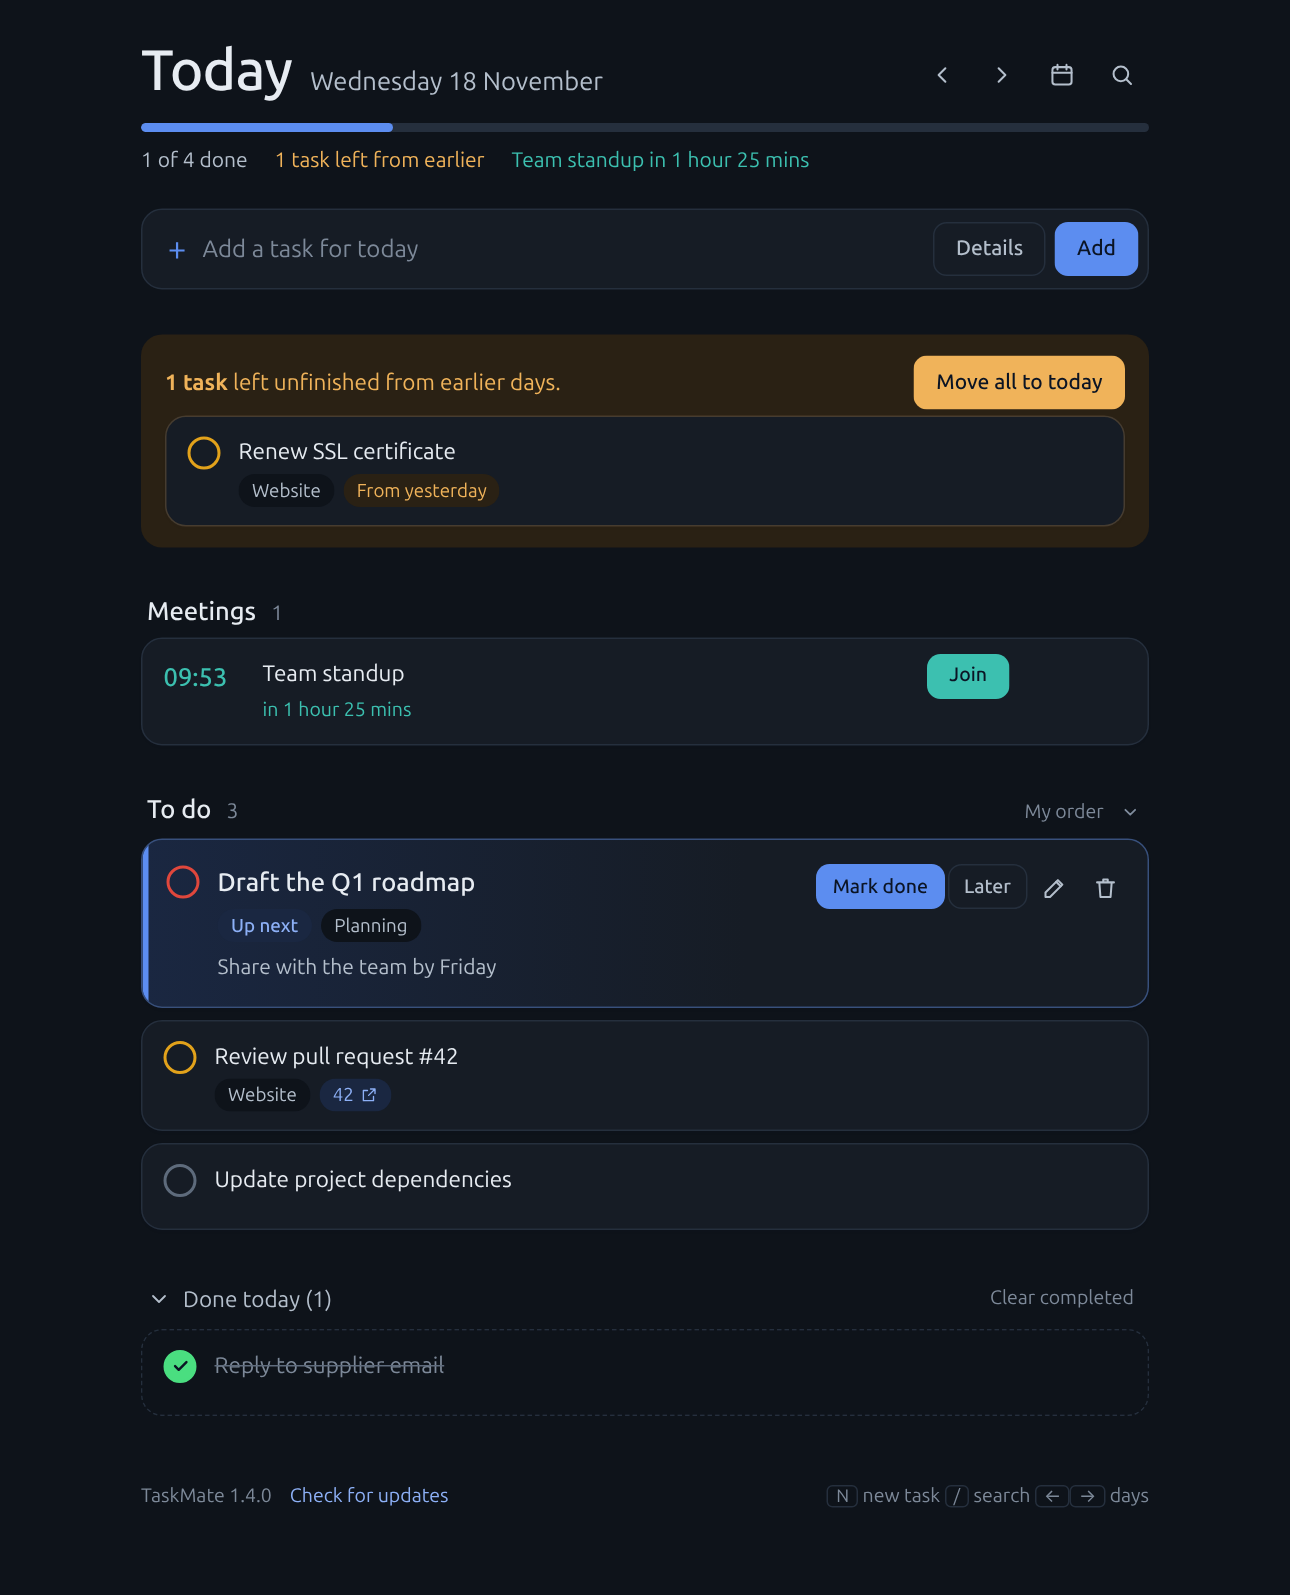 Today Wednesday 18 November
1 of 4 done 1 task left from earlier Team standup in 1 hour 25 mins
+ Add a task for today Details Add
1 task left unfinished from earlier days. Move all to today
Renew SSL certificate
Website From yesterday
Meetings 1
09:53 Team standup Join
in 1 hour 25 mins
To do 3 My order
Draft the Q1 roadmap Mark done Later
Up next Planning
Share with the team by Friday
Review pull request #42
Website 42
Update project dependencies
Done today (1) Clear completed
Reply to supplier email
TaskMate 1.4.0 Check for updates N new task / search ← → days